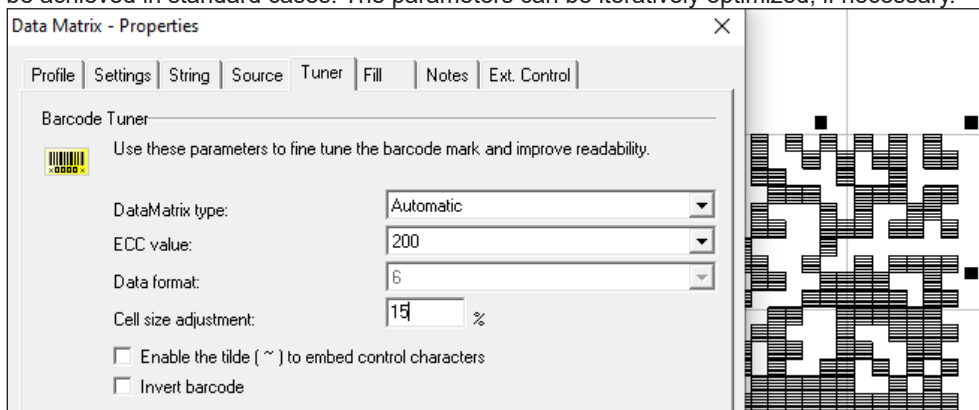 be achieved in standard cases. The parameters can be iteratively optimized, if necessary.
Data Matrix - Properties
Profile Settings String Source Tuner Fill Notes Ext. Control
Barcode Tuner
Use these parameters to fine tune the barcode mark and improve readability.
×0000×
DataMatrix type: Automatic
ECC value: 200
Data format: 6
Cell size adjustment: 15 %
Enable the tilde ( ~ ) to embed control characters
Invert barcode